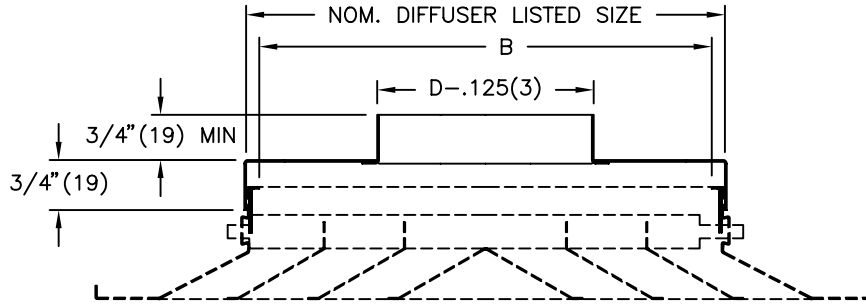 NOM. DIFFUSER LISTED SIZE
B
D-.125(3)
3/4"(19) MIN
3/4"(19)